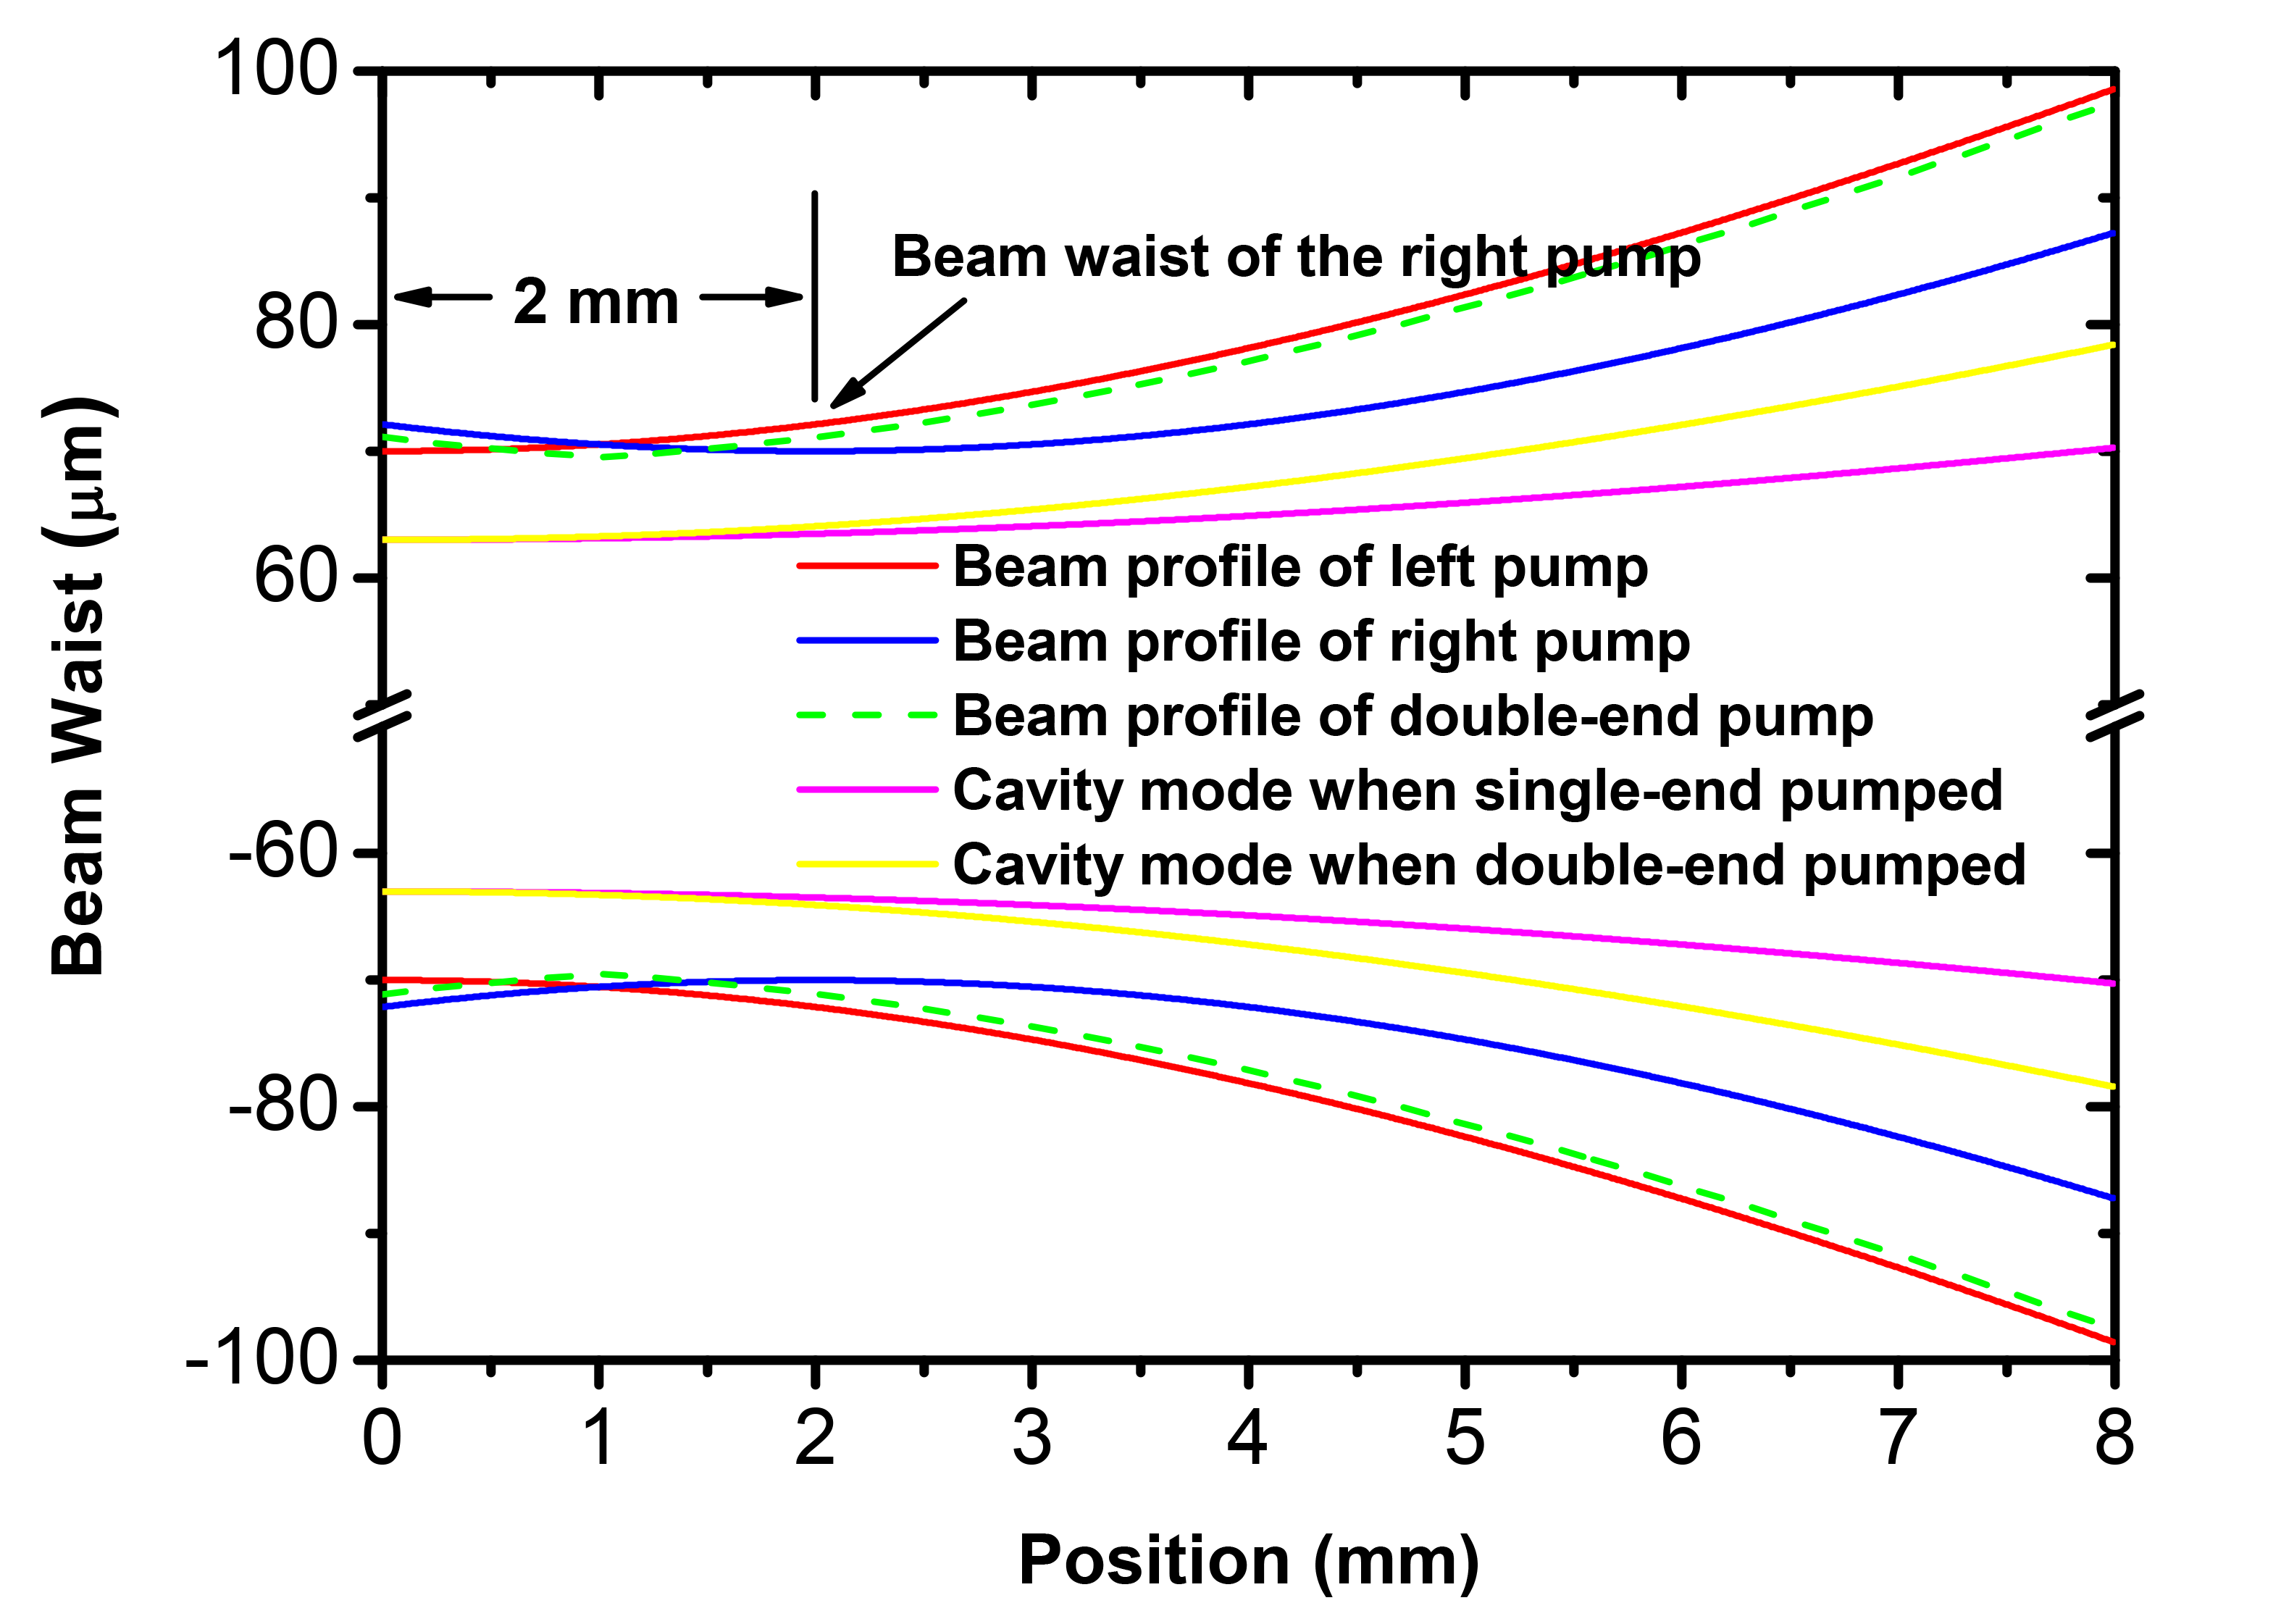 100
80
60
-60
-80
-100
Beam Waist (μm)
2 mm
Beam waist of the right pump
Beam profile of left pump
Beam profile of right pump
Beam profile of double-end pump
Cavity mode when single-end pumped
Cavity mode when double-end pumped
0 1 2 3 4 5 6 7 8
Position (mm)